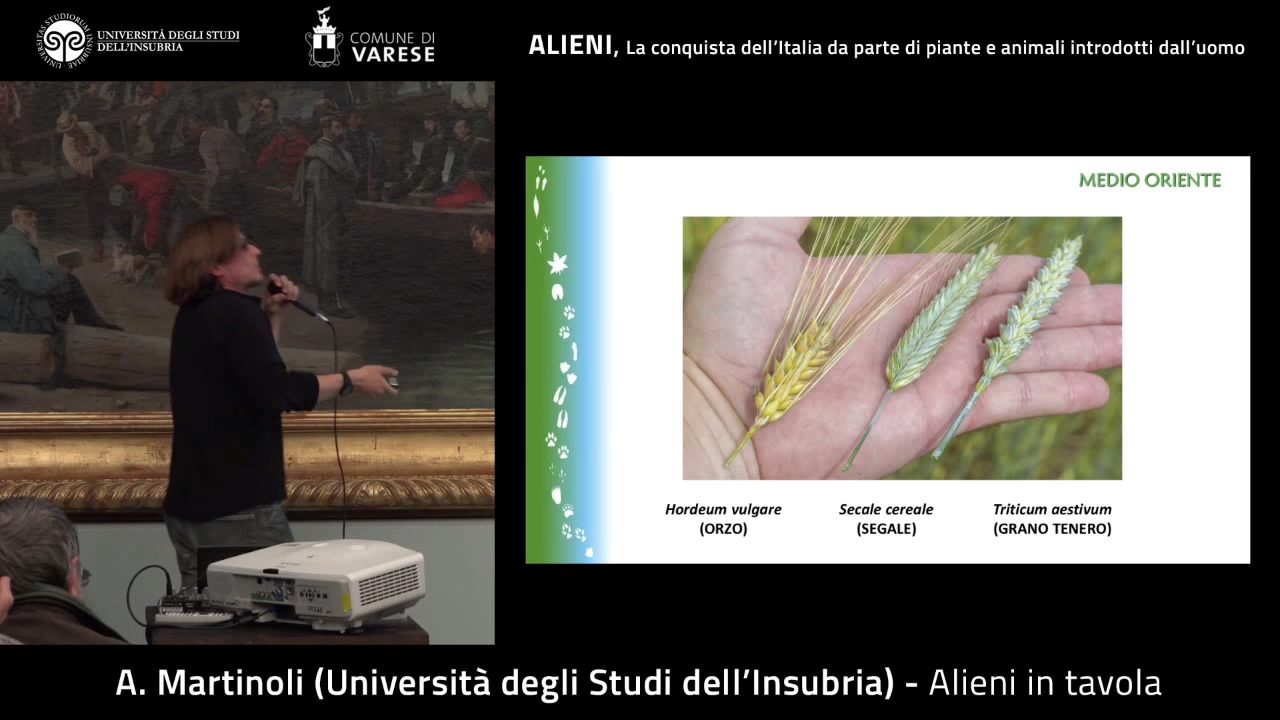 UNIVERSITÀ DEGLI STUDI
DELL'INSUBRIA
COMUNE DI
VARESE
ALIENI, La conquista dell'Italia da parte di piante e animali introdotti dall'uomo
MEDIO ORIENTE
Hordeum vulgare
(ORZO)
Secale cereale
(SEGALE)
Triticum aestivum
(GRANO TENERO)
A. Martinoli (Università degli Studi dell'Insubria) - Alieni in tavola